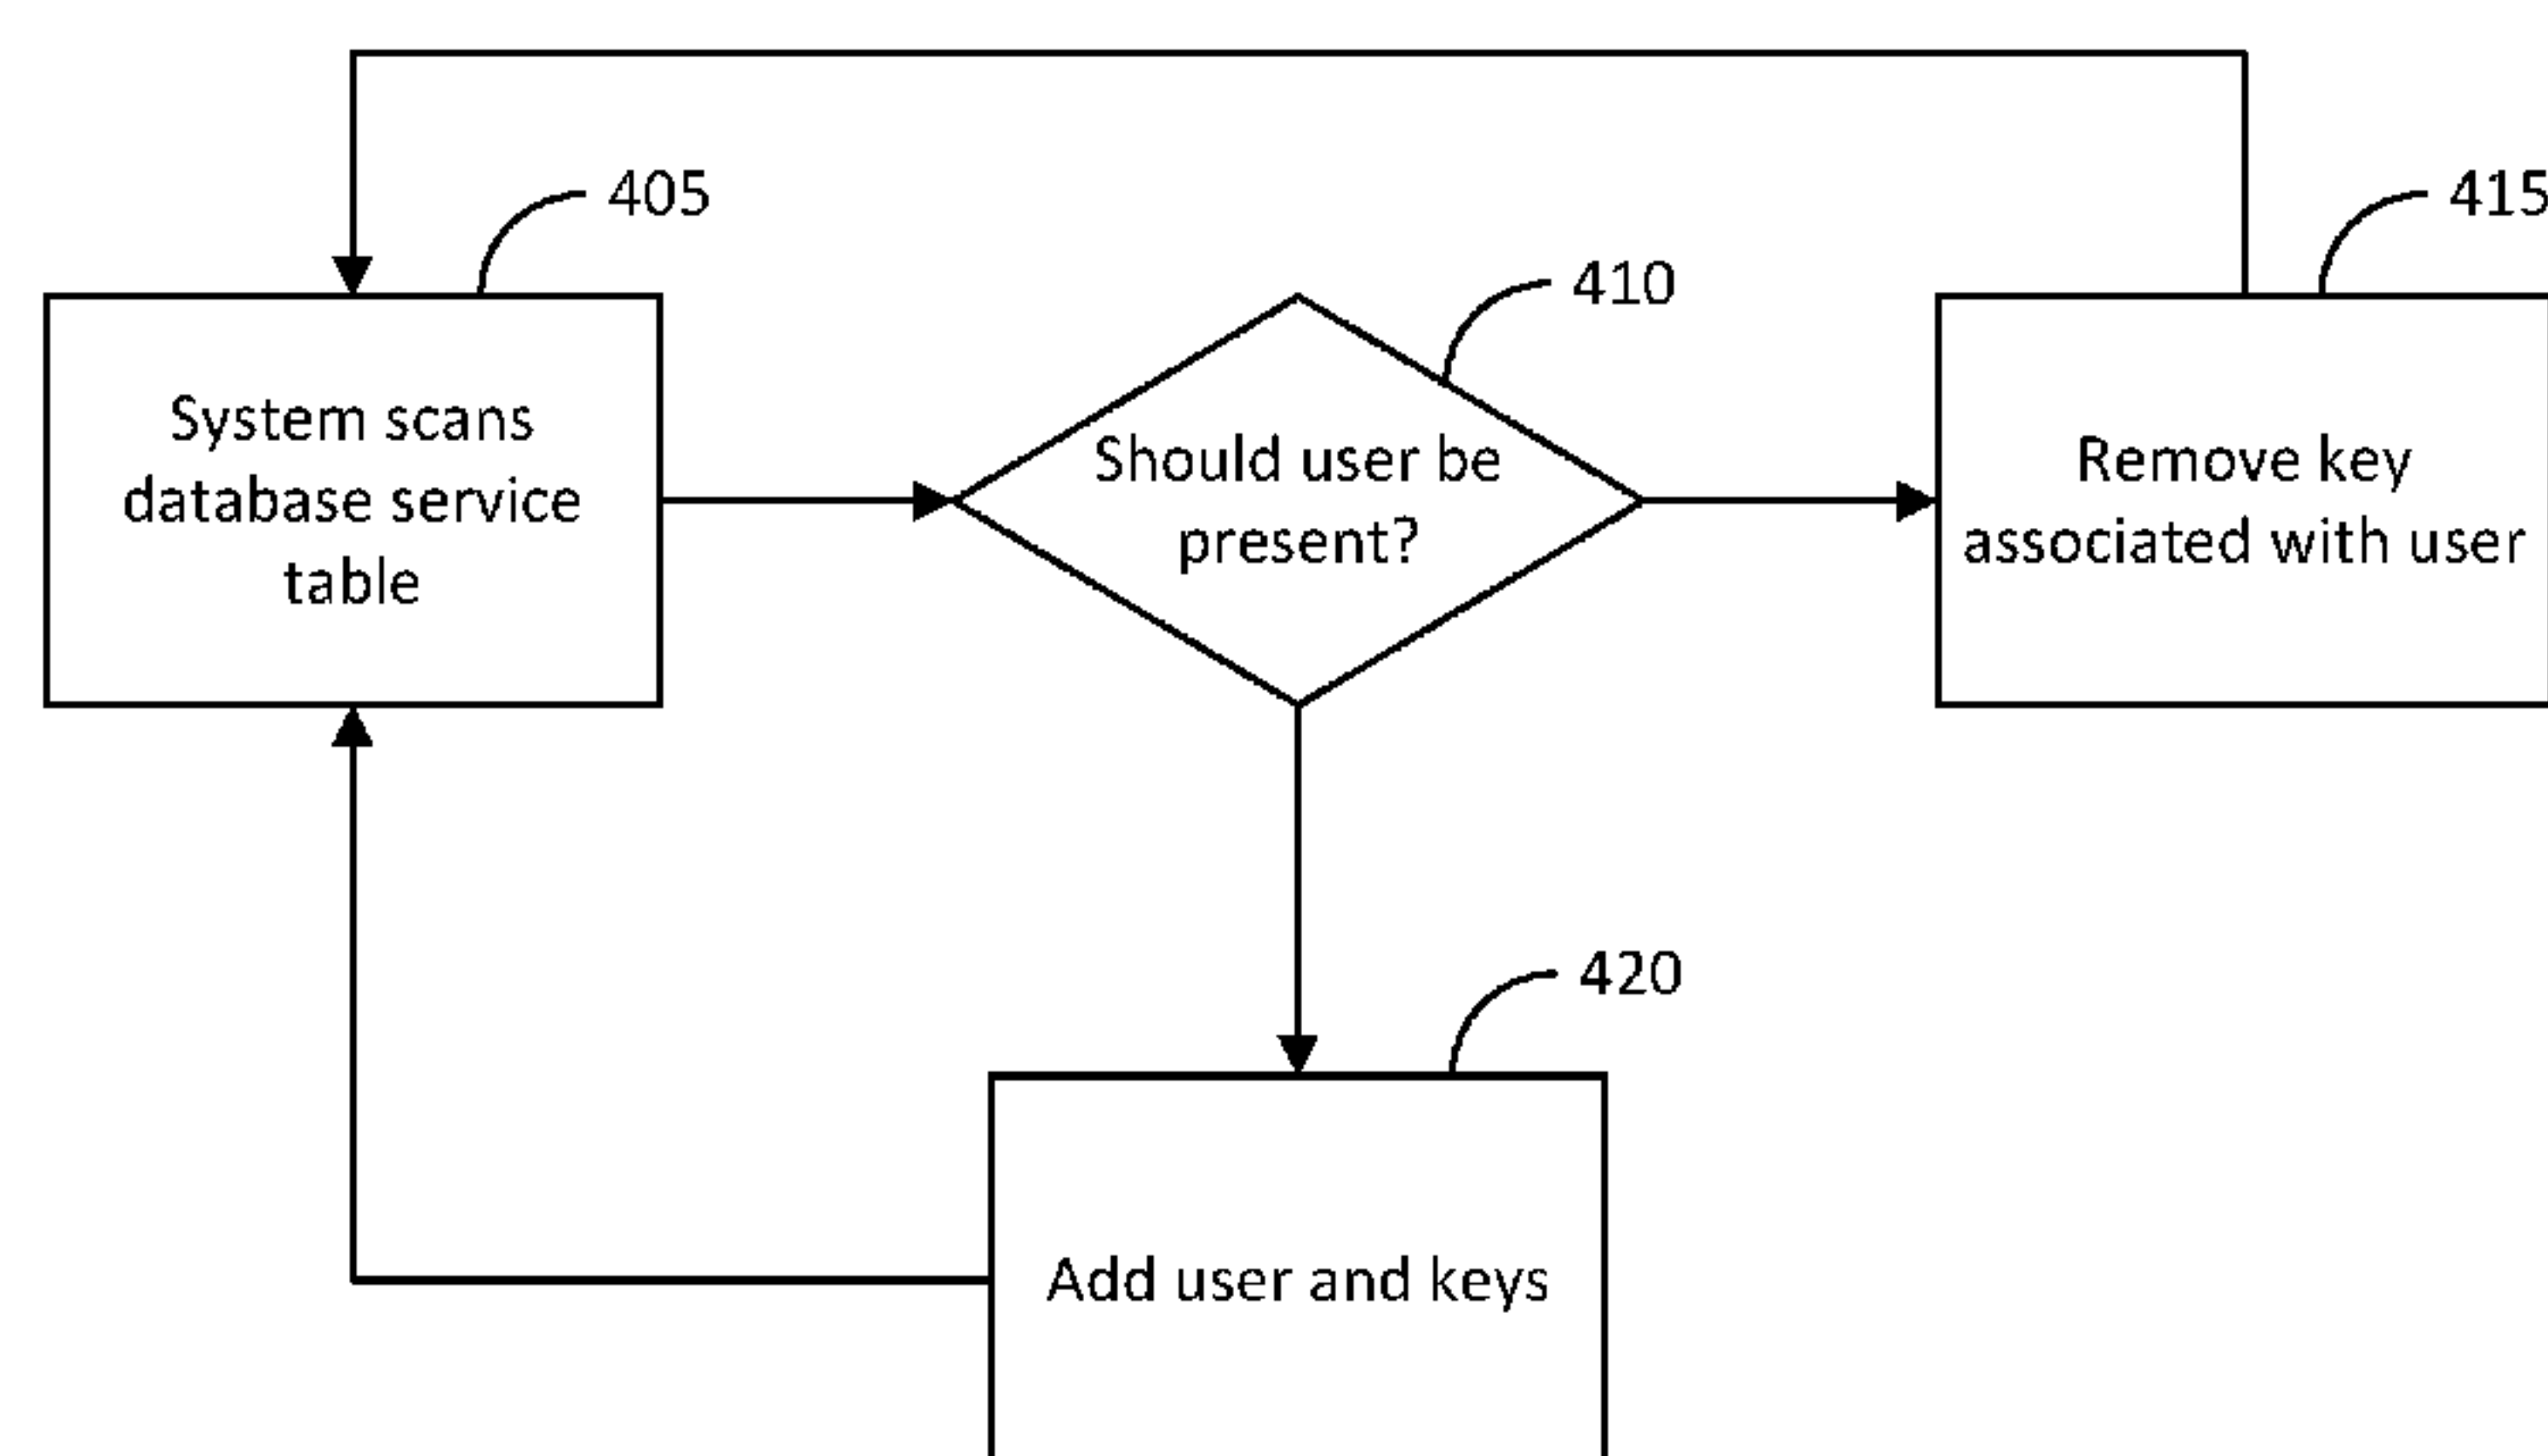 405
415
410
System scans
database service
table
Should user be
present?
Remove key
associated with user
420
Add user and keys